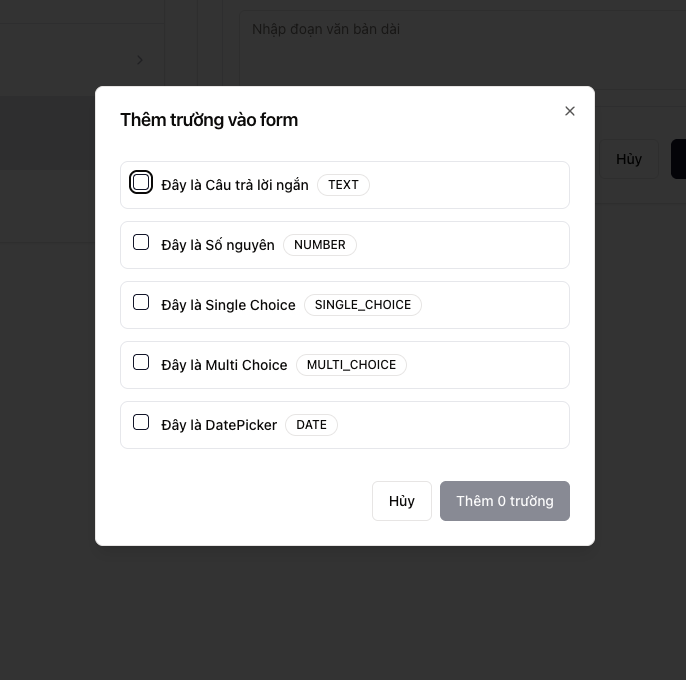 Nhập đoạn văn bản dài
Thêm trường vào form
Đây là Câu trả lời ngắn TEXT
Đây là Số nguyên NUMBER
Đây là Single Choice SINGLE_CHOICE
Đây là Multi Choice MULTI_CHOICE
Đây là DatePicker DATE
Hủy Thêm 0 trường
Hủy